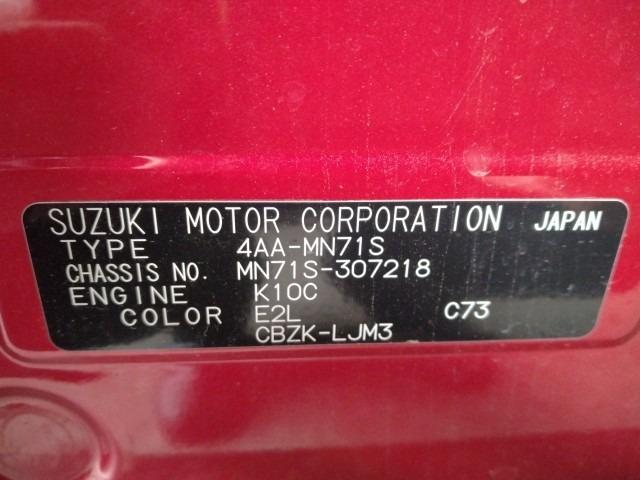 SUZUKI MOTOR CORPORATION JAPAN
TYPE 4AA-MN71S
CHASSIS NO. MN71S-307218
ENGINE K10C
COLOR E2L C73
CBZK-LJM3